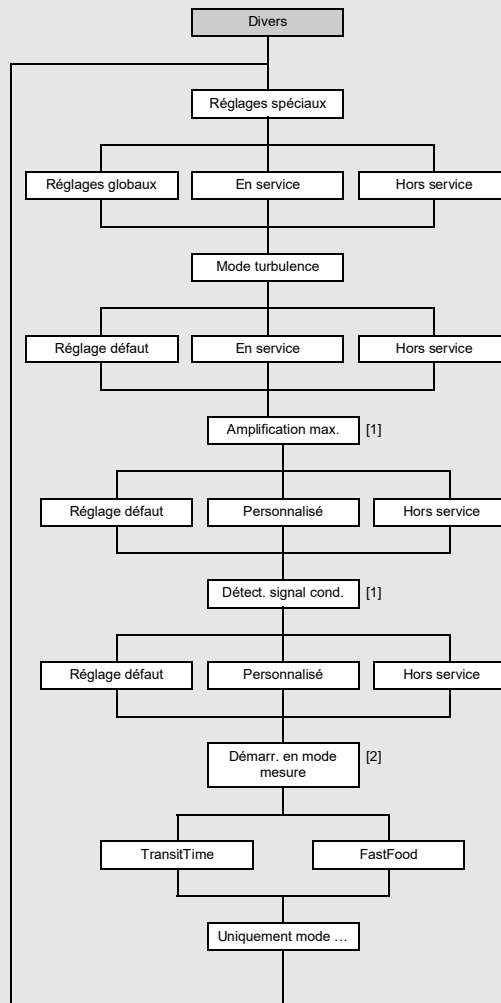 Divers
Réglages spéciaux
Réglages globaux
En service
Hors service
Mode turbulence
Réglage défaut
En service
Hors service
Amplification max.
[1]
Réglage défaut
Personnalisé
Hors service
Détect. signal cond.
[1]
Réglage défaut
Personnalisé
Hors service
Démarr. en mode
mesure
[2]
TransitTime
FastFood
Uniquement mode …